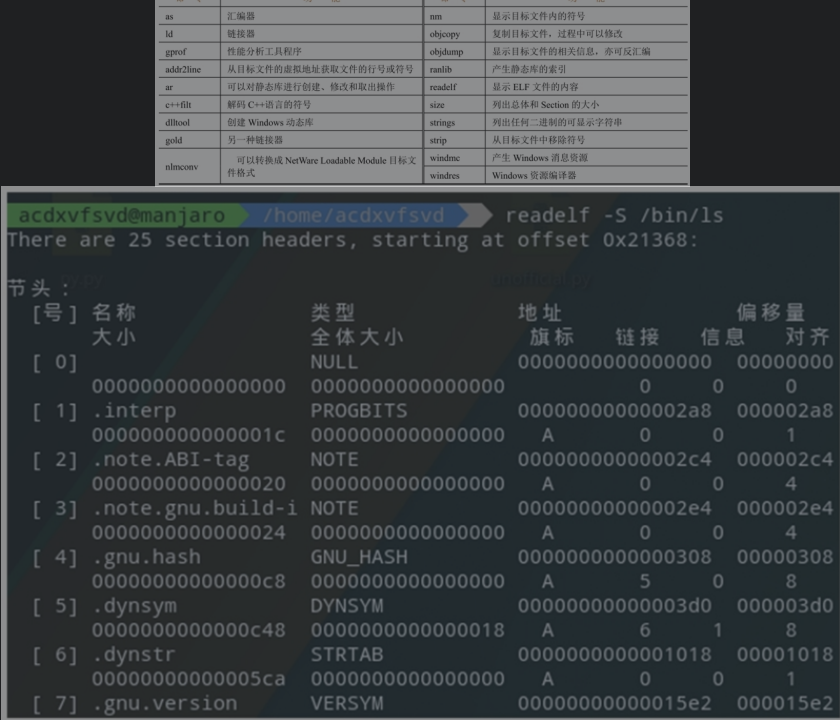 as 汇编器 nm 显示目标文件内的符号
ld 链接器 objcopy 复制目标文件，过程中可以修改
gprof 性能分析工具程序 objdump 显示目标文件的相关信息，亦可反汇编
addr2line 从目标文件的虚拟地址获取文件的行号或符号 ranlib 产生静态库的索引
ar 可以对静态库进行创建、修改和取出操作 readelf 显示 ELF 文件的内容
c++filt 解码 C++语言的符号 size 列出总体和 Section 的大小
dlltool 创建 Windows 动态库 strings 列出任何二进制的可显示字符串
gold 另一种链接器 strip 从目标文件中移除符号
nlmconv 可以转换成 NetWare Loadable Module 目标文 windmc 产生 Windows 消息资源
件格式 windres Windows 资源编译器
acdxvfsvd@manjaro /home/acdxvfsvd readelf -S /bin/ls
There are 25 section headers, starting at offset 0x21368:
节头：
[号] 名称 类型 地址 偏移量
大小 全体大小 旗标 链接 信息 对齐
[ 0] NULL 0000000000000000 00000000
0000000000000000 0000000000000000 0 0 0
[ 1] .interp PROGBITS 00000000000002a8 000002a8
000000000000001c 0000000000000000 A 0 0 1
[ 2] .note.ABI-tag NOTE 00000000000002c4 000002c4
0000000000000020 0000000000000000 A 0 0 4
[ 3] .note.gnu.build-i NOTE 00000000000002e4 000002e4
0000000000000024 0000000000000000 A 0 0 4
[ 4] .gnu.hash GNU_HASH 0000000000000308 00000308
00000000000000c8 0000000000000000 A 5 0 8
[ 5] .dynsym DYNSYM 00000000000003d0 000003d0
0000000000000c48 0000000000000018 A 6 1 8
[ 6] .dynstr STRTAB 0000000000001018 00001018
00000000000005ca 0000000000000000 A 0 0 1
[ 7] .gnu.version VERSYM 00000000000015e2 000015e2